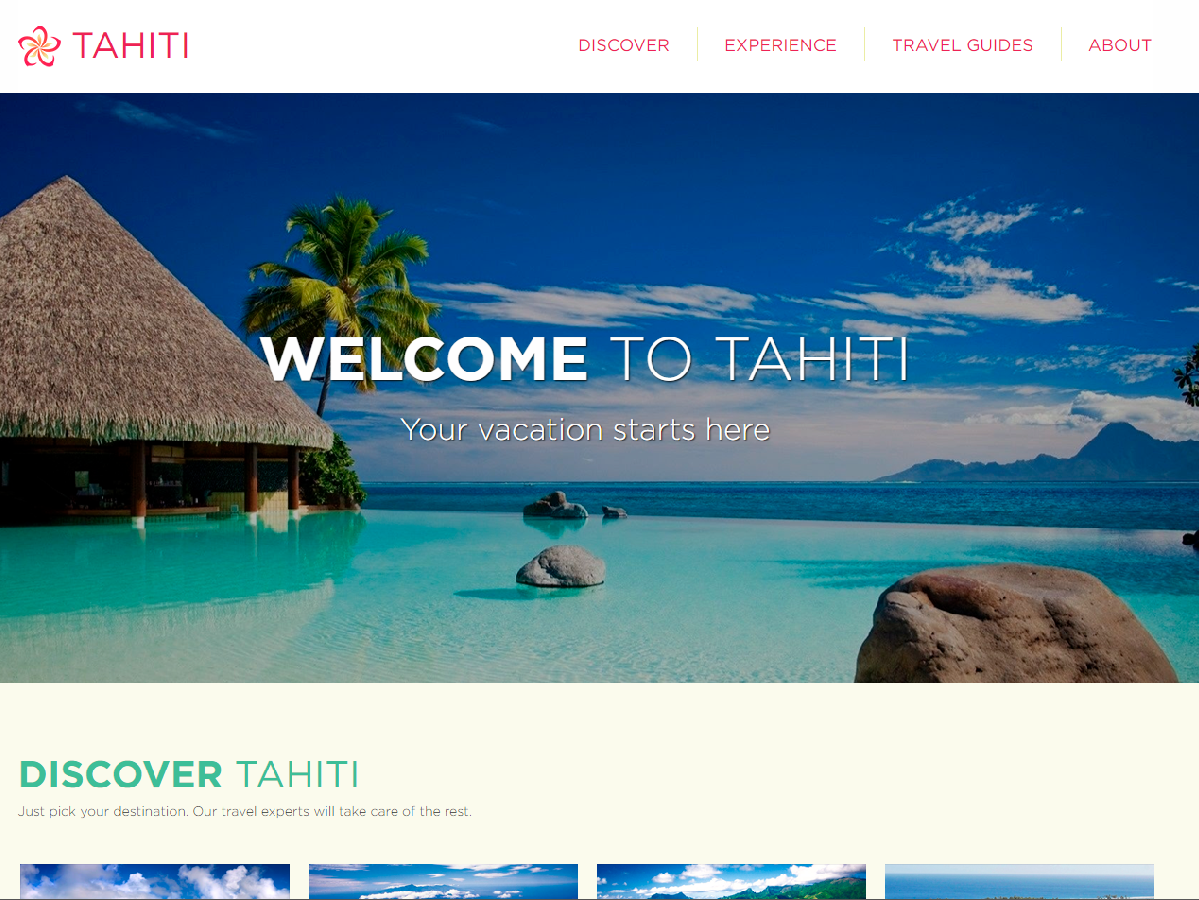 TAHITI
DISCOVER
EXPERIENCE
TRAVEL GUIDES
ABOUT
WELCOME TO TAHITI
Your vacation starts here
DISCOVER TAHITI
Just pick your destination. Our travel experts will take care of the rest.